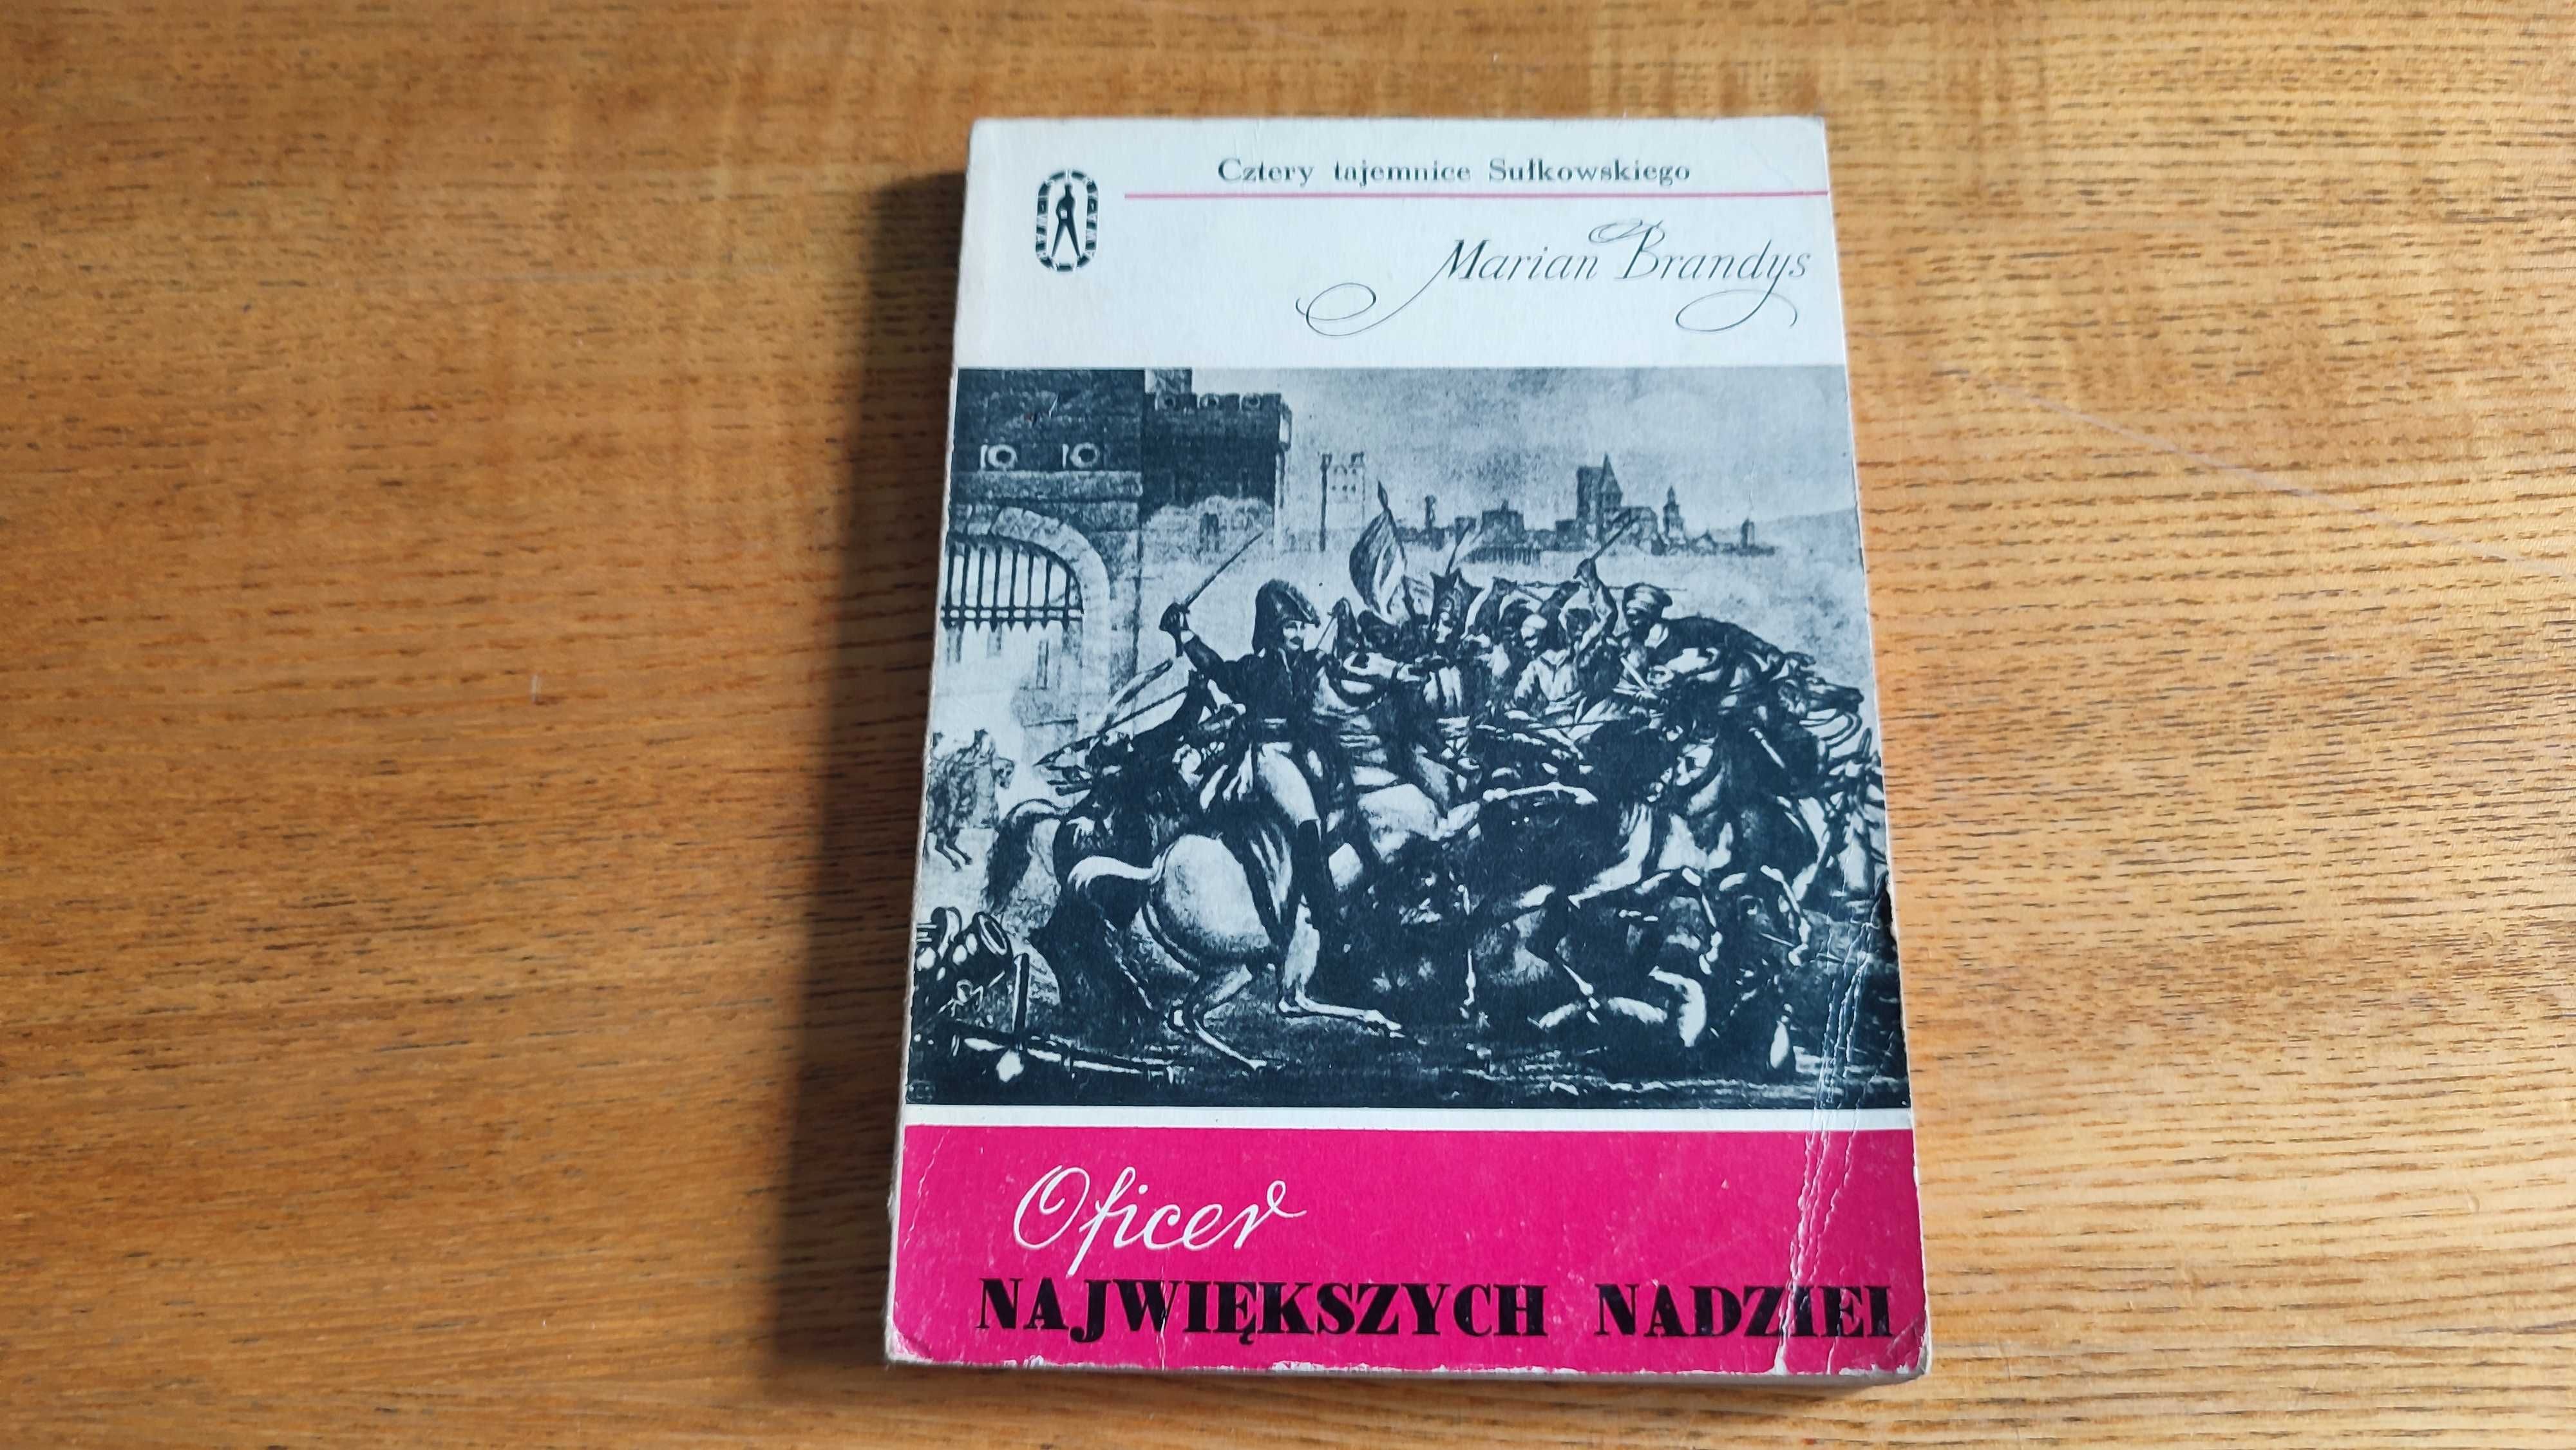 Cztery tajemnice Sułkowskiego
Marian Brandys
Oficer
NAJWIĘKSZYCH NADZIEI